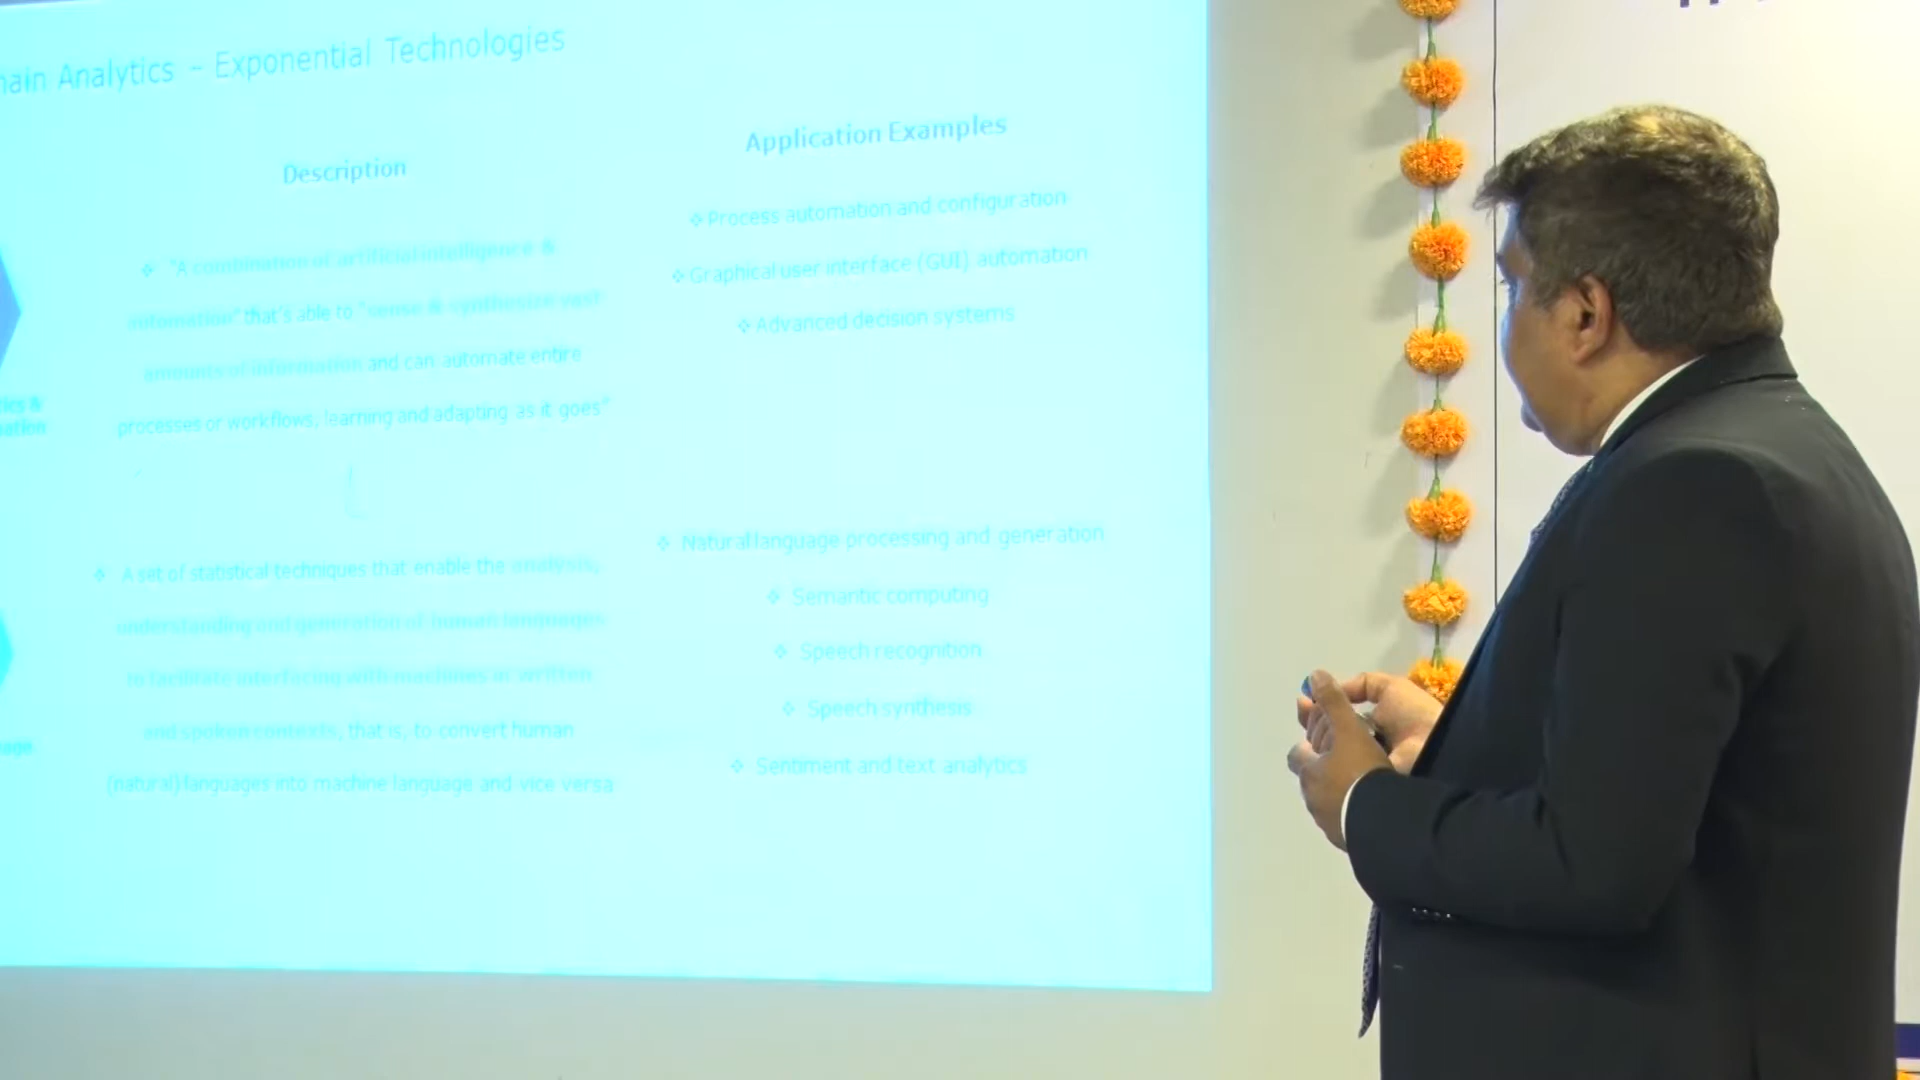 hain Analytics – Exponential Technologies
Description
Application Examples
❖ "A combination of artificial intelligence &
automation" that's able to "sense & synthesize vast
amounts of information and can automate entire
processes or workflows, learning and adapting as it goes"
❖ Process automation and configuration
❖ Graphical user interface (GUI) automation
❖ Advanced decision systems
❖ A set of statistical techniques that enable the analysis,
understanding and generation of human languages
to facilitate interfacing with machines or written
and spoken contexts, that is, to convert human
(natural) languages into machine language and vice versa
❖ Natural language processing and generation
❖ Semantic computing
❖ Speech recognition
❖ Speech synthesis
❖ Sentiment and text analytics